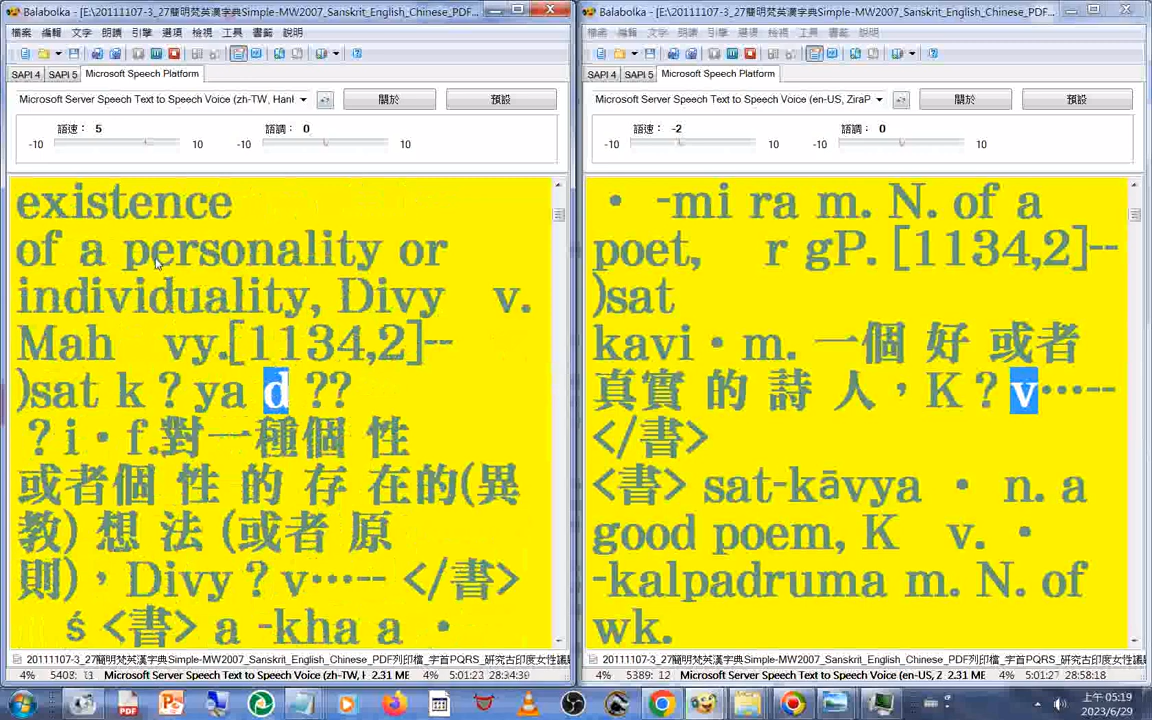 Balabolka - [E:\20111107-3_27簡明梵英漢字典Simple-MW2007_Sanskrit_English_Chinese_PDF...
檔案 編輯 文字 朗讀 引擎 選項 檢視 工具 書籤 說明
SAPI 4 SAPI 5 Microsoft Speech Platform
Microsoft Server Speech Text to Speech Voice (zh-TW, Hanl
關於 預設
語速： 5 語調： 0
-10 10 -10 10
existence
of a personality or
individuality, Divy v.
Mah vy.[1134,2]--
)sat k ? ya d ??
? i • f.對一種個 性
或者個 性 的 存 在的(異
教) 想 法 (或者 原
則)，Divy ? v…-- </書>
ś <書> a -kha a •
20111107-3_27簡明梵英漢字典Simple-MW2007_Sanskrit_English_Chinese_PDF列印檔_字首PQRS_研究古印度女性議
4% 5408: Microsoft Server Speech Text to Speech Voice (zh-TW, H 2.31 ME 4% 5:01:23 28:34:39
Balabolka - [E:\20111107-3_27簡明梵英漢字典Simple-MW2007_Sanskrit_English_Chinese_PDF...
檔案 編輯 文字 朗讀 引擎 選項 檢視 工具 書籤 說明
SAPI 4 SAPI 5 Microsoft Speech Platform
Microsoft Server Speech Text to Speech Voice (en-US, ZiraP
關於 預設
語速： -2 語調： 0
-10 10 -10 10
• -mi ra m. N. of a
poet, r gP. [1134,2]--
)sat
kavi • m. 一個 好 或者
真實 的 詩 人，K ? v…--
</書>
<書> sat-kāvya • n. a
good poem, K v. •
-kalpadruma m. N. of
wk.
20111107-3_27簡明梵英漢字典Simple-MW2007_Sanskrit_English_Chinese_PDF列印檔_字首PQRS_研究古印度女性議
4% 5389: 12 Microsoft Server Speech Text to Speech Voice (en-US, Z 2.31 ME 4% 5:01:27 28:58:18
PDF
上午 05:19
2023/6/29